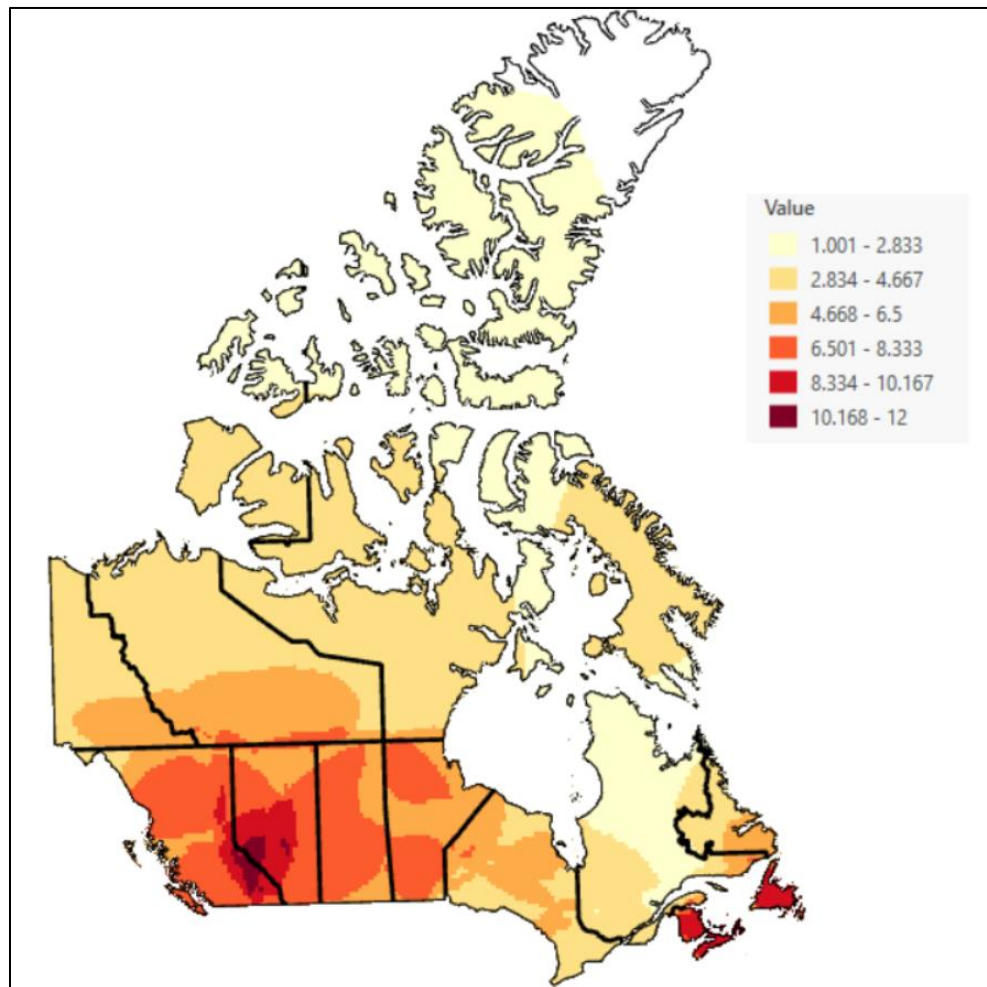 Value
1.001 - 2.833
2.834 - 4.667
4.668 - 6.5
6.501 - 8.333
8.334 - 10.167
10.168 - 12